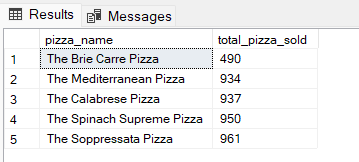 Results Messages
pizza_name total_pizza_sold
1 The Brie Carre Pizza 490
2 The Mediterranean Pizza 934
3 The Calabrese Pizza 937
4 The Spinach Supreme Pizza 950
5 The Soppressata Pizza 961